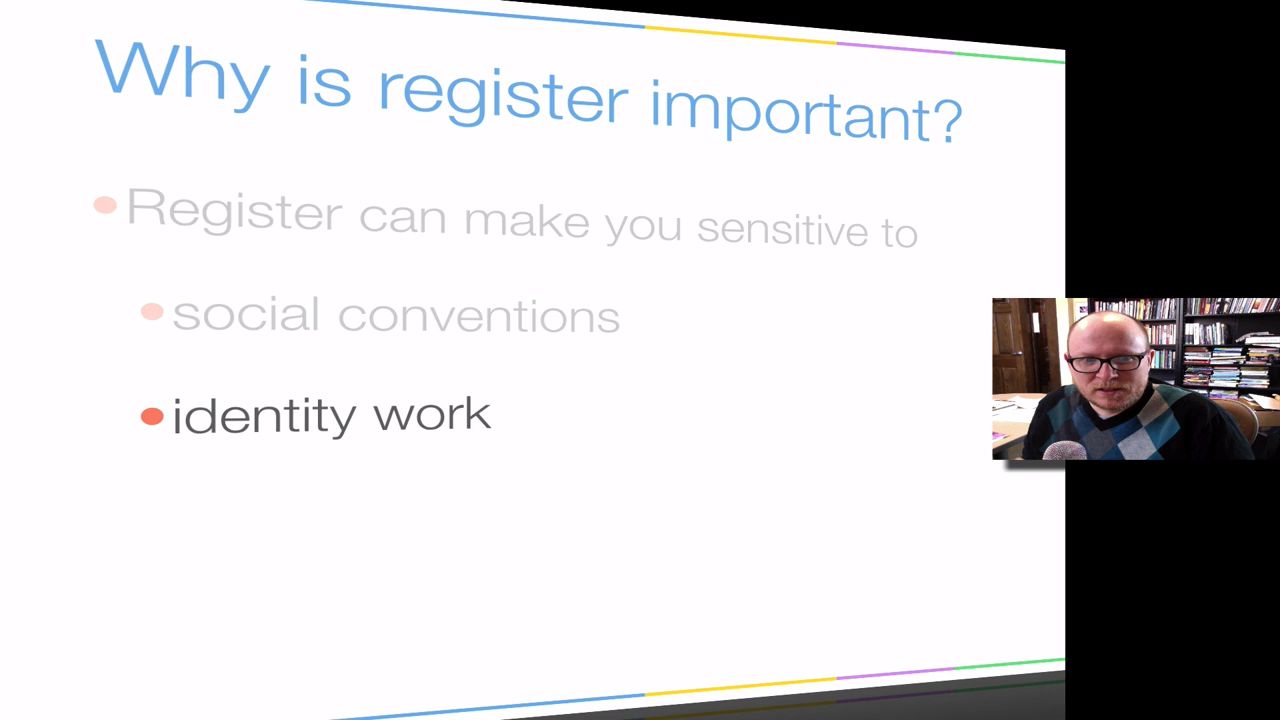 Why is register important?
Register can make you sensitive to
social conventions
identity work